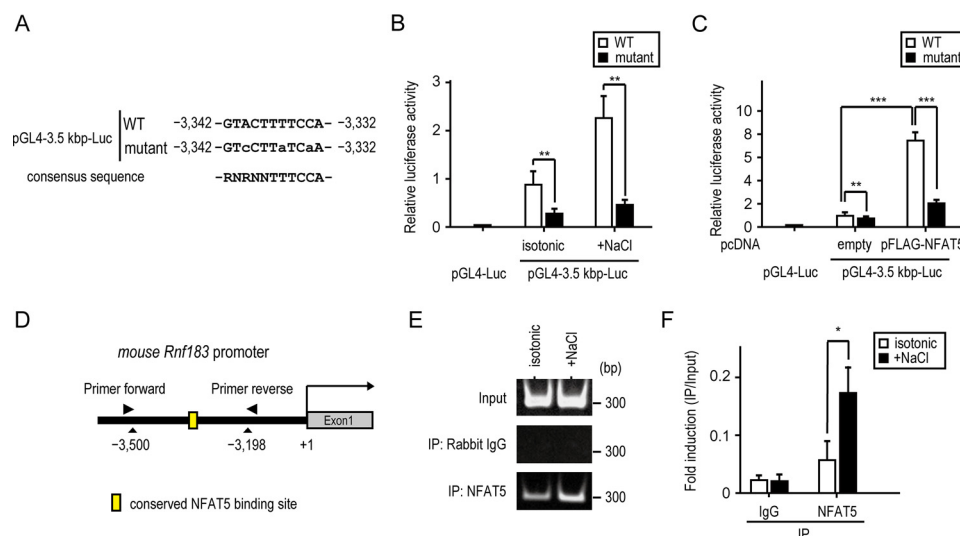 A
pGL4-3.5 kbp-Luc
WT −3,342 -GTACTTTTCCA- −3,332
mutant −3,342 -GTcCTTaTCaA- −3,332
consensus sequence -RNRNNTTTCCA-
B
WT
mutant
Relative luciferase activity
3
2
1
0
**
**
isotonic +NaCl
pGL4-Luc pGL4-3.5 kbp-Luc
C
WT
mutant
Relative luciferase activity
10
8
6
4
2
0
*** ***
**
pcDNA empty pFLAG-NFAT5
pGL4-Luc pGL4-3.5 kbp-Luc
D
mouse Rnf183 promoter
Primer forward Primer reverse
Exon1
−3,500 −3,198 +1
conserved NFAT5 binding site
E
isotonic +NaCl
(bp)
Input 300
IP: Rabbit IgG 300
IP: NFAT5 300
F
isotonic
+NaCl
Fold induction (IP/Input)
0.2
0.1
0
*
IgG NFAT5
IP